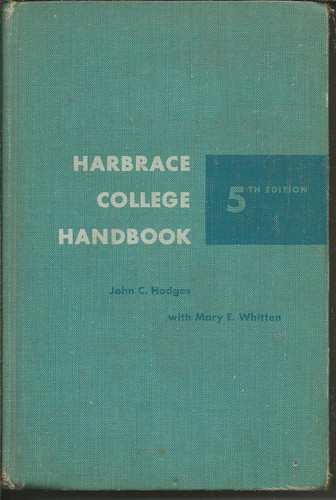 HARBRACE
COLLEGE
HANDBOOK
5TH EDITION
John C. Hodges
with Mary E. Whitten